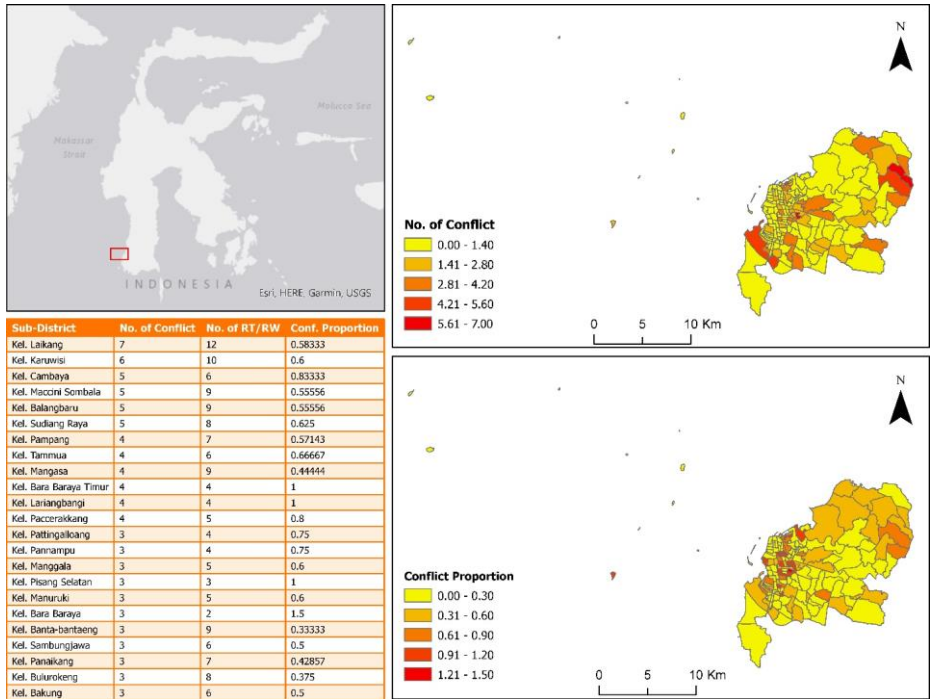 Makassar
Strait
Molucca Sea
INDONESIA
Esri, HERE, Garmin, USGS
Sub-District No. of Conflict No. of RT/RW Conf. Proportion
Kel. Laikang 7 12 0.58333
Kel. Karuwisi 6 10 0.6
Kel. Cambaya 5 6 0.83333
Kel. Maccini Sombala 5 9 0.55556
Kel. Balangbaru 5 9 0.55556
Kel. Sudiang Raya 5 8 0.625
Kel. Pampang 4 7 0.57143
Kel. Tammua 4 6 0.66667
Kel. Mangasa 4 9 0.44444
Kel. Bara Baraya Timur 4 4 1
Kel. Lariangbangi 4 4 1
Kel. Paccerakkang 4 5 0.8
Kel. Pattingalloang 3 4 0.75
Kel. Pannampu 3 4 0.75
Kel. Manggala 3 5 0.6
Kel. Pisang Selatan 3 3 1
Kel. Manuruki 3 5 0.6
Kel. Bara Baraya 3 2 1.5
Kel. Banta-bantaeng 3 9 0.33333
Kel. Sambungjawa 3 6 0.5
Kel. Panaikang 3 7 0.42857
Kel. Bulurokeng 3 8 0.375
Kel. Bakung 3 6 0.5
N
No. of Conflict
0.00 - 1.40
1.41 - 2.80
2.81 - 4.20
4.21 - 5.60
5.61 - 7.00
0 5 10 Km
N
Conflict Proportion
0.00 - 0.30
0.31 - 0.60
0.61 - 0.90
0.91 - 1.20
1.21 - 1.50
0 5 10 Km